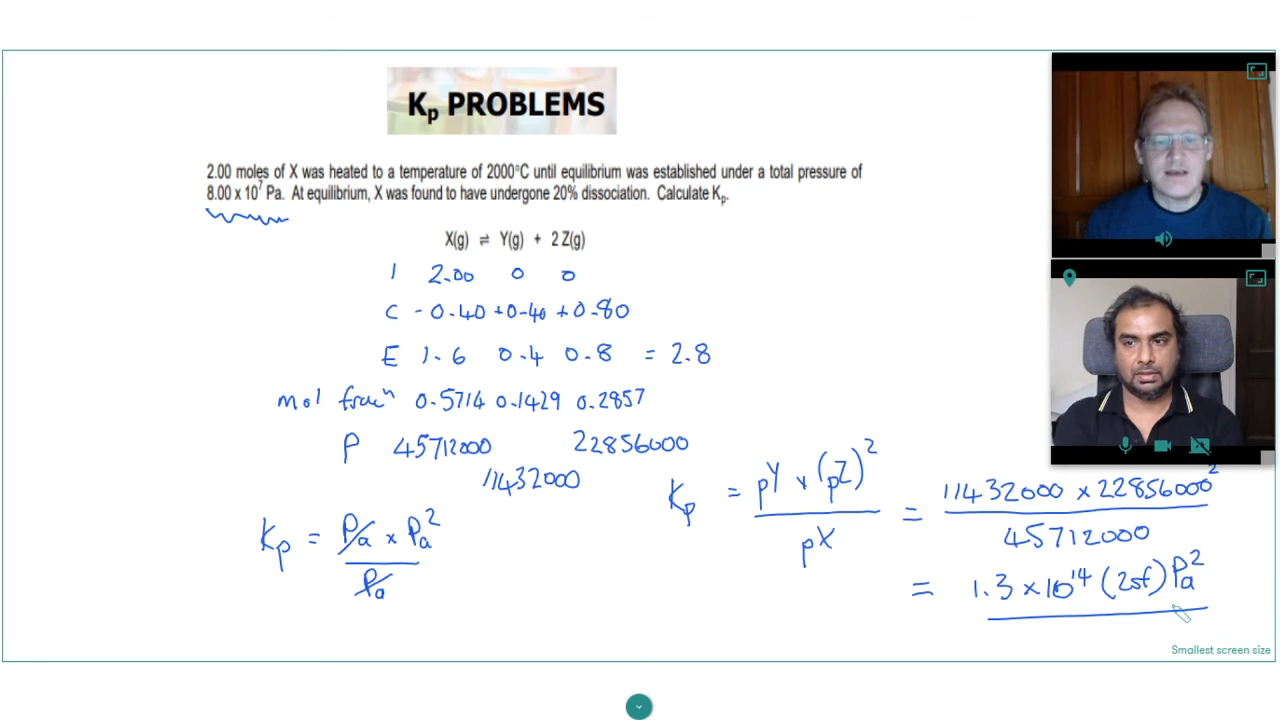 Kp PROBLEMS
2.00 moles of X was heated to a temperature of 2000°C until equilibrium was established under a total pressure of
8.00 x 10⁷ Pa. At equilibrium, X was found to have undergone 20% dissociation. Calculate Kp.
X(g) ⇌ Y(g) + 2 Z(g)
I 2.00 0 0
C - 0.40 +0.40 +0.80
E 1.6 0.4 0.8 = 2.8
mol fracⁿ 0.5714 0.1429 0.2857
P 45712000 22856000
11432000
Kp = Pa x Pa²
Pa
Kp = pY x (pZ)² = 11432000 x 22856000²
pX 45712000
= 1.3 x 10¹⁴ (2sf) Pa²
Smallest screen size